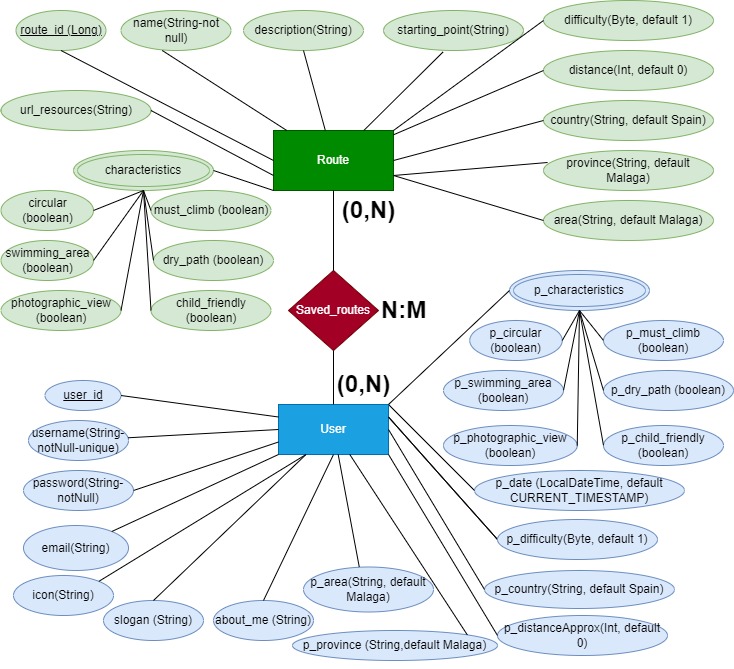 route_id (Long)
name(String-not
null)
description(String)
starting_point(String)
difficulty(Byte, default 1)
distance(Int, default 0)
url_resources(String)
country(String, default Spain)
Route
characteristics
province(String, default
Malaga)
circular
(boolean)
must_climb (boolean)
(0,N)
area(String, default Malaga)
swimming_area
(boolean)
dry_path (boolean)
photographic_view
(boolean)
child_friendly
(boolean)
Saved_routes
N:M
p_characteristics
p_circular
(boolean)
p_must_climb
(boolean)
(0,N)
p_swimming_area
(boolean)
p_dry_path (boolean)
user_id
username(String-
notNull-unique)
User
p_photographic_view
(boolean)
p_child_friendly
(boolean)
password(String-
notNull)
p_date (LocalDateTime, default
CURRENT_TIMESTAMP)
email(String)
p_difficulty(Byte, default 1)
icon(String)
p_area(String, default
Malaga)
p_country(String, default Spain)
slogan (String)
about_me (String)
p_province (String,default Malaga)
p_distanceApprox(Int, default
0)